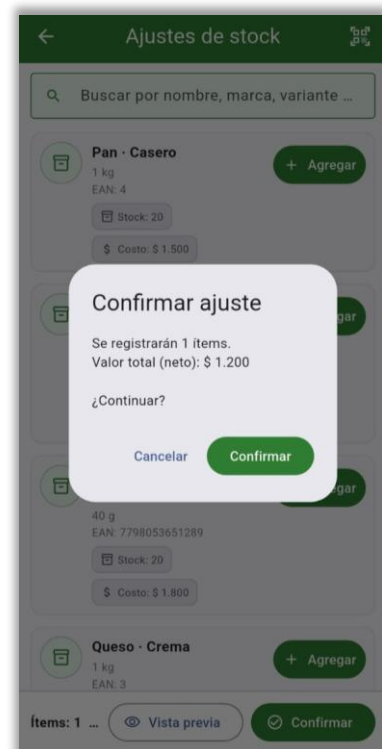 Ajustes de stock
Buscar por nombre, marca, variante ...
Pan · Casero
1 kg
EAN: 4
Stock: 20
$ Costo: $ 1.500
+ Agregar
gar
Confirmar ajuste
Se registrarán 1 ítems.
Valor total (neto): $ 1.200
¿Continuar?
Cancelar
Confirmar
gar
40 g
EAN: 7798053651289
Stock: 20
$ Costo: $ 1.800
Queso · Crema
1 kg
EAN: 3
+ Agregar
Ítems: 1 ...
Vista previa
Confirmar